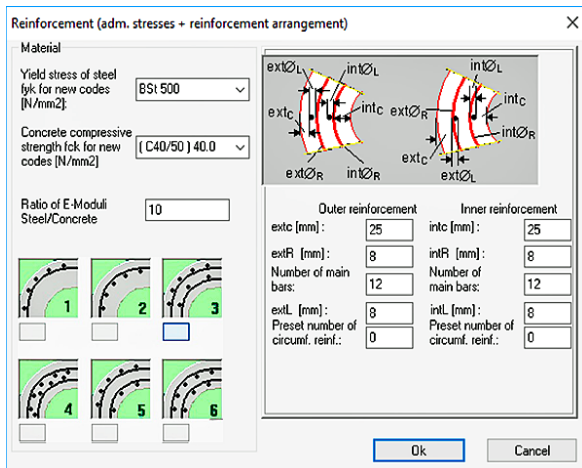 Reinforcement (adm. stresses + reinforcement arrangement)
Material
Yield stress of steel
fyk for new codes
[N/mm2]:
BSt 500
Concrete compressive
strength fck for new
codes [N/mm2]
( C40/50 ) 40.0
Ratio of E-Moduli
Steel/Concrete
10
1
2
3
4
5
6
extØL
intØL
extc
intc
extØR
intØR
extØR
intØL
intc
extc
intØR
extØL
Outer reinforcement
Inner reinforcement
extc [mm] :
25
intc [mm] :
25
extR [mm] :
8
intR [mm] :
8
Number of main
bars:
12
Number of
main bars:
12
extL [mm] :
8
intL [mm] :
8
Preset number of
circumf. reinf.:
0
Preset number of
circumf. reinf.:
0
Ok
Cancel